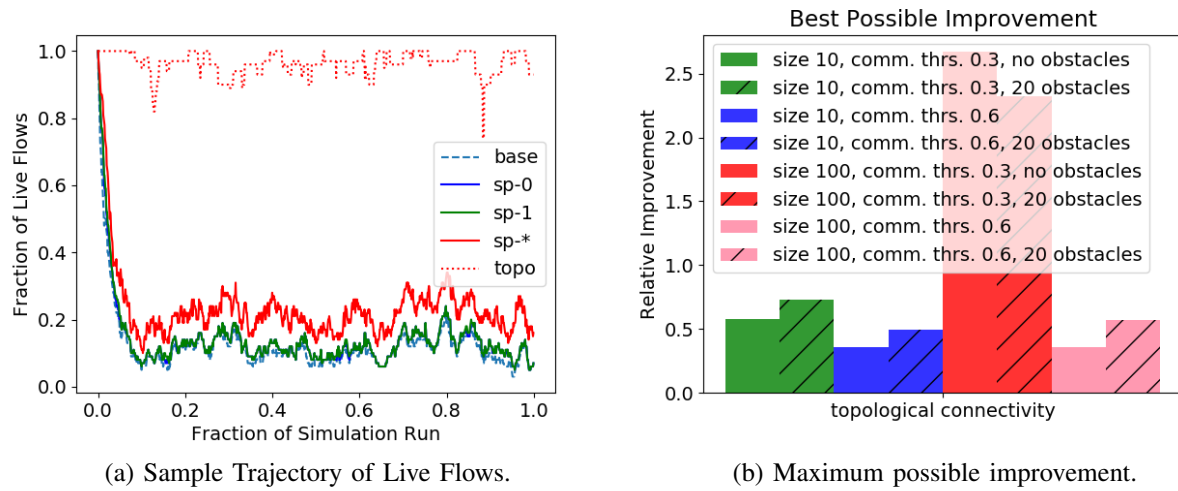 1.0
0.8
0.6
0.4
0.2
0.0
Fraction of Live Flows
base
sp-0
sp-1
sp-*
topo
0.0 0.2 0.4 0.6 0.8 1.0
Fraction of Simulation Run
(a) Sample Trajectory of Live Flows.
Best Possible Improvement
2.5
2.0
1.5
1.0
0.5
0.0
Relative Improvement
size 10, comm. thrs. 0.3, no obstacles
size 10, comm. thrs. 0.3, 20 obstacles
size 10, comm. thrs. 0.6
size 10, comm. thrs. 0.6, 20 obstacles
size 100, comm. thrs. 0.3, no obstacles
size 100, comm. thrs. 0.3, 20 obstacles
size 100, comm. thrs. 0.6
size 100, comm. thrs. 0.6, 20 obstacles
topological connectivity
(b) Maximum possible improvement.